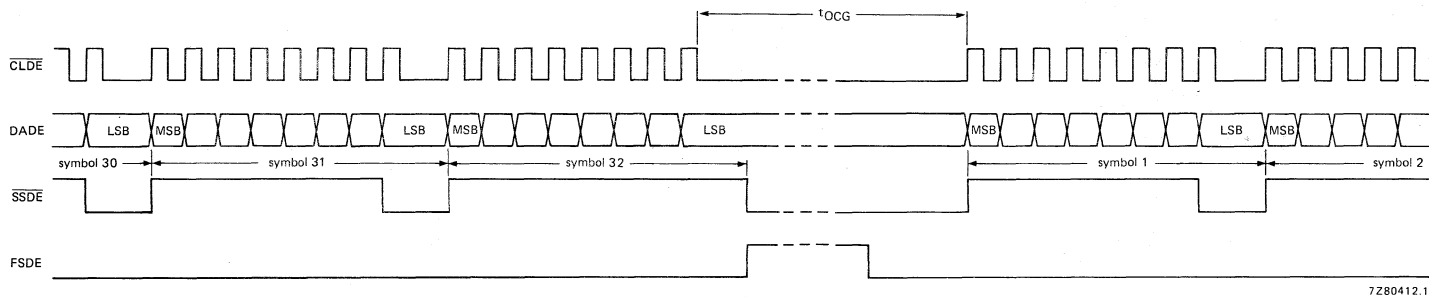 tOCG
CLDE
DADE LSB MSB LSB MSB LSB MSB LSB MSB
symbol 30 symbol 31 symbol 32 symbol 1 symbol 2
SSDE
FSDE
7Z80412.1